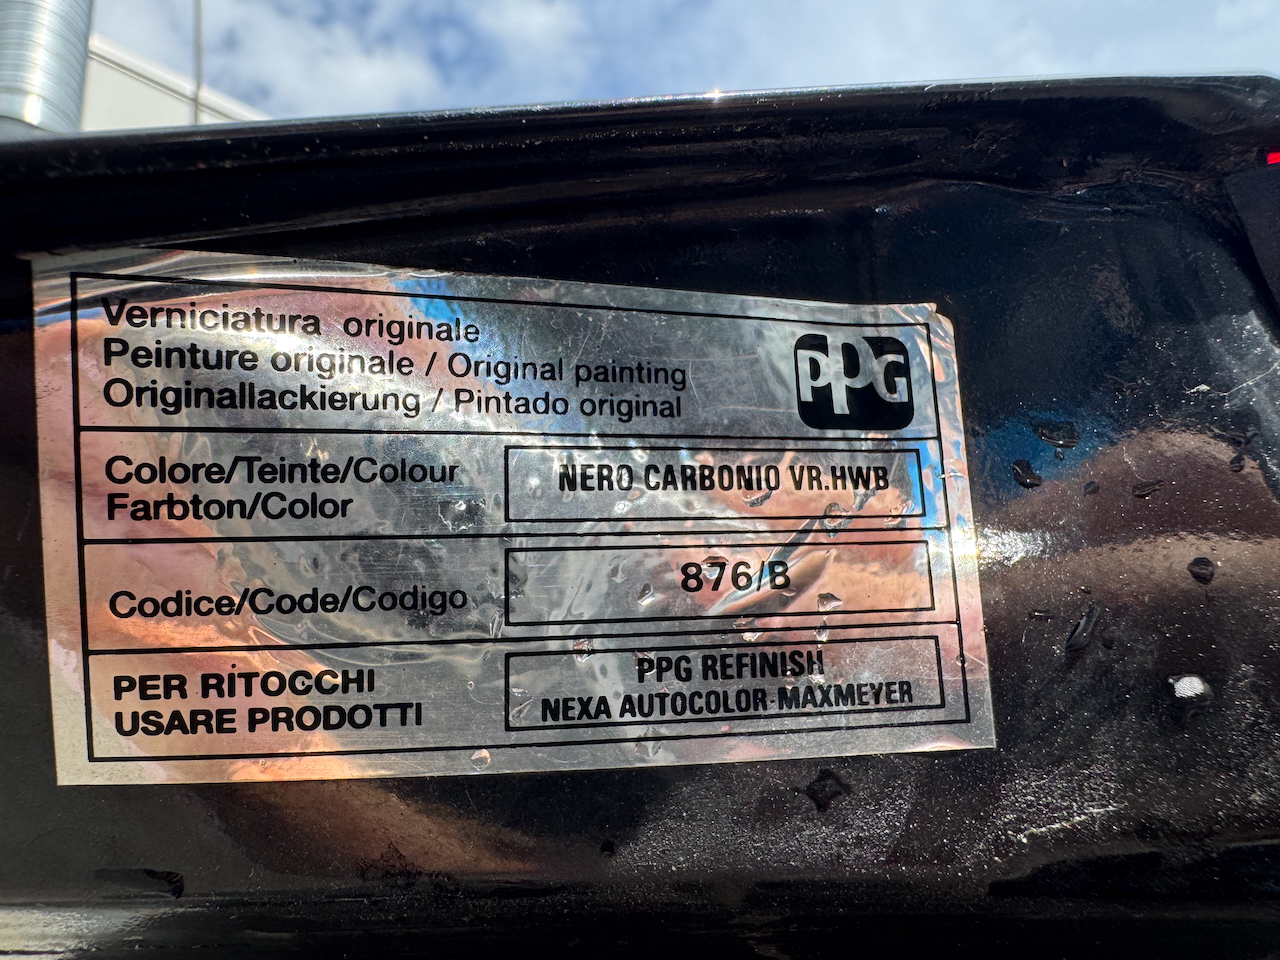 Verniciatura originale
Peinture originale / Original painting
Originallackierung / Pintado original
PPG
Colore/Teinte/Colour
Farbton/Color
NERO CARBONIO VR.HWB
Codice/Code/Codigo
876/B
PER RITOCCHI
USARE PRODOTTI
PPG REFINISH
NEXA AUTOCOLOR-MAXMEYER